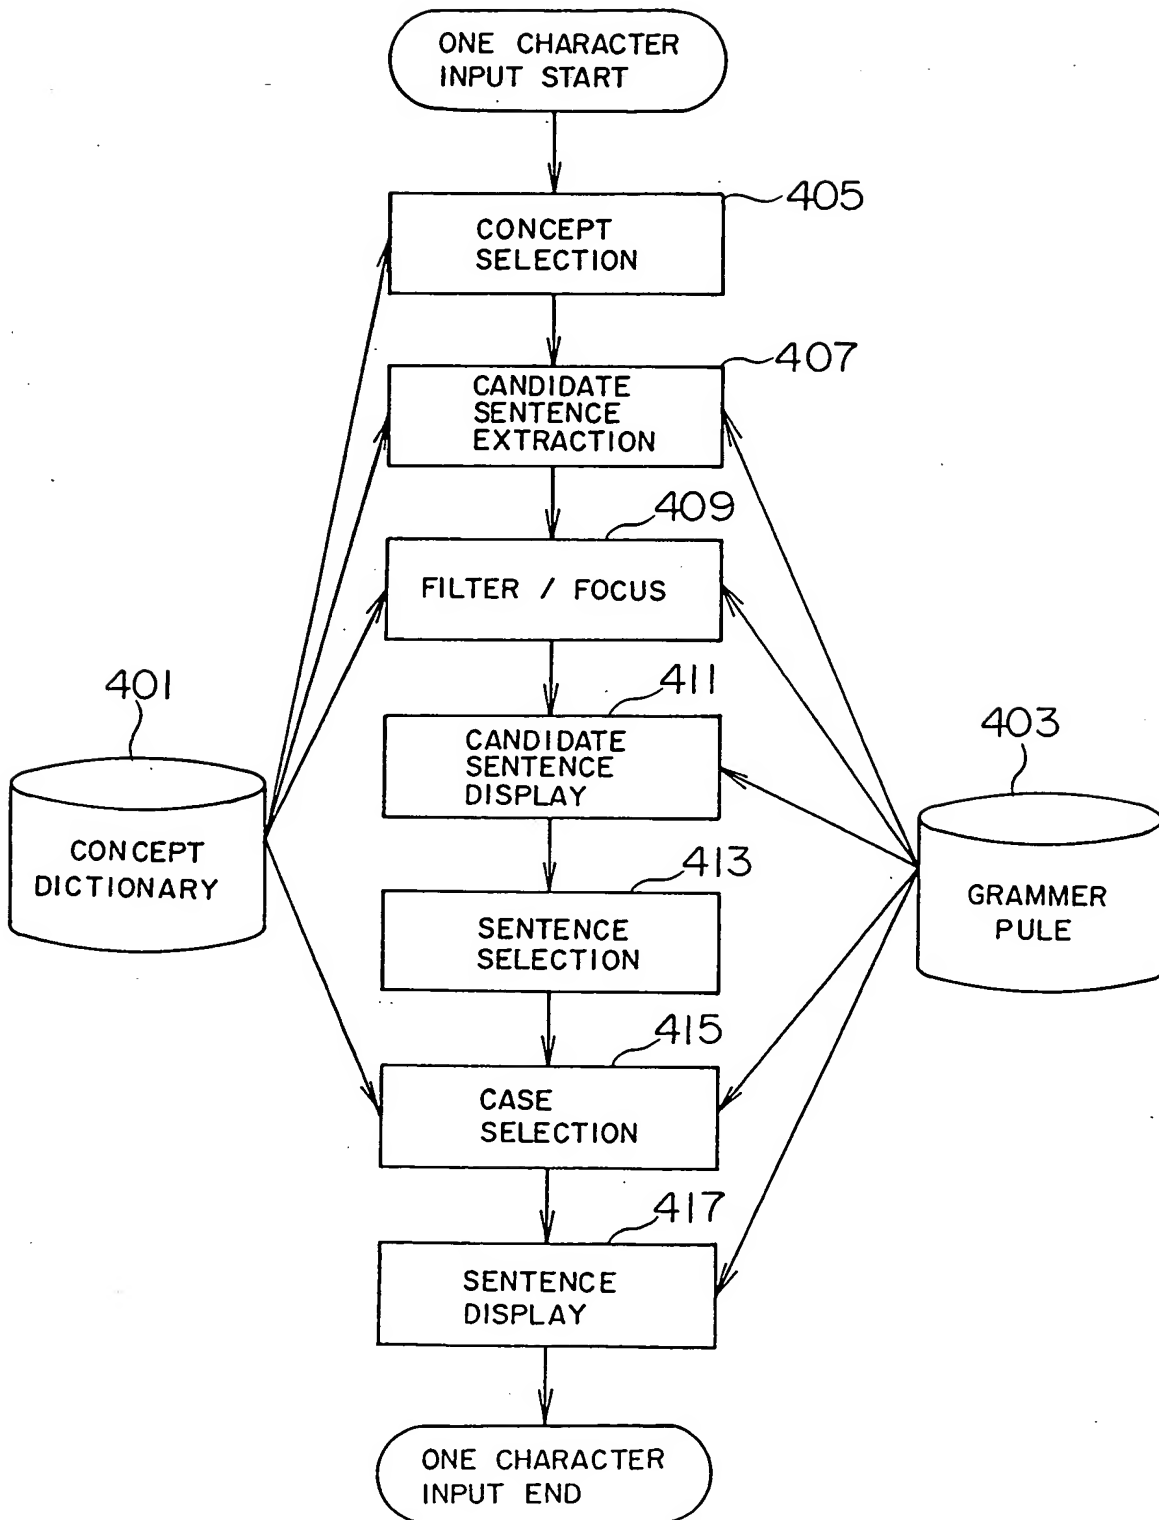 ONE CHARACTER
INPUT START
405
CONCEPT
SELECTION
407
CANDIDATE
SENTENCE
EXTRACTION
409
FILTER / FOCUS
401
411
CONCEPT
DICTIONARY
CANDIDATE
SENTENCE
DISPLAY
403
GRAMMER
PULE
413
SENTENCE
SELECTION
415
CASE
SELECTION
417
SENTENCE
DISPLAY
ONE CHARACTER
INPUT END